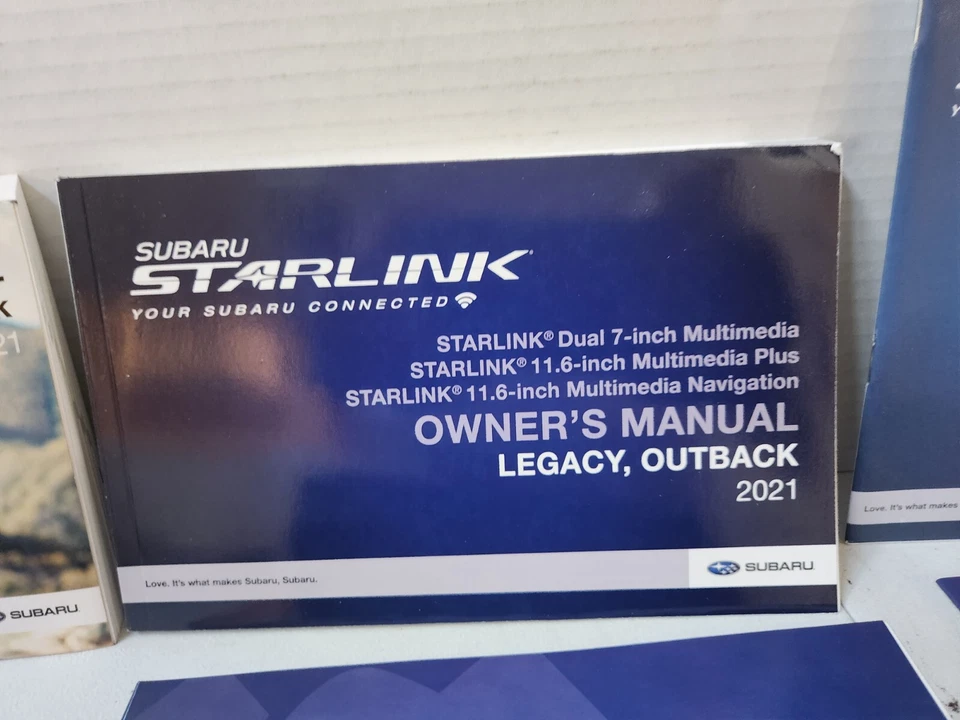 SUBARU
STARLINK®
YOUR SUBARU CONNECTED
STARLINK® Dual 7-inch Multimedia
STARLINK® 11.6-inch Multimedia Plus
STARLINK® 11.6-inch Multimedia Navigation
OWNER'S MANUAL
LEGACY, OUTBACK
2021
Love. It's what makes Subaru, Subaru.
SUBARU
K
21
SUBARU
Love. It's what makes